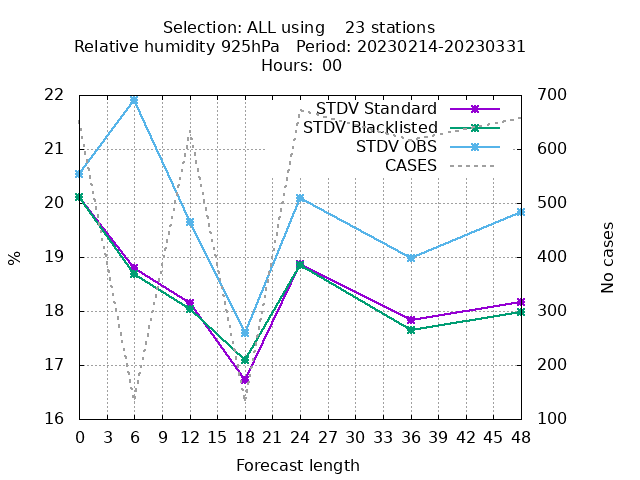 Selection: ALL using    23 stations
Relative humidity 925hPa   Period: 20230214-20230331
Hours: 00
22
21
20
19
18
17
16
%
700
600
500
400
300
200
100
No cases
STDV Standard
STDV Blacklisted
STDV OBS
CASES
0 3 6 9 12 15 18 21 24 27 30 33 36 39 42 45 48
Forecast length